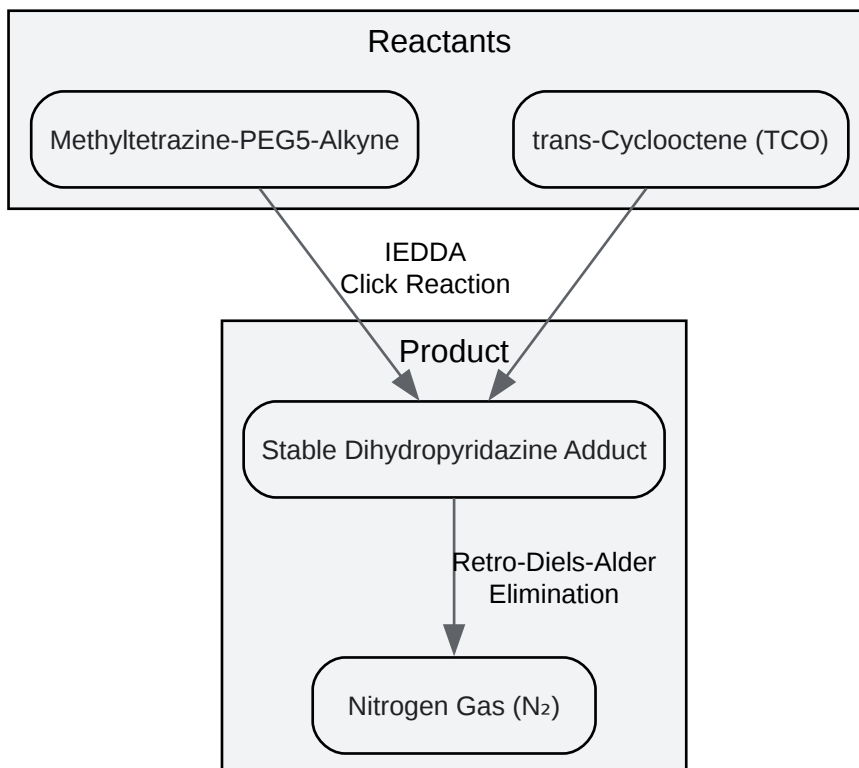 Reactants
Methyltetrazine-PEG5-Alkyne
trans-Cyclooctene (TCO)
IEDDA
Click Reaction
Product
Stable Dihydropyridazine Adduct
Retro-Diels-Alder
Elimination
Nitrogen Gas (N₂)